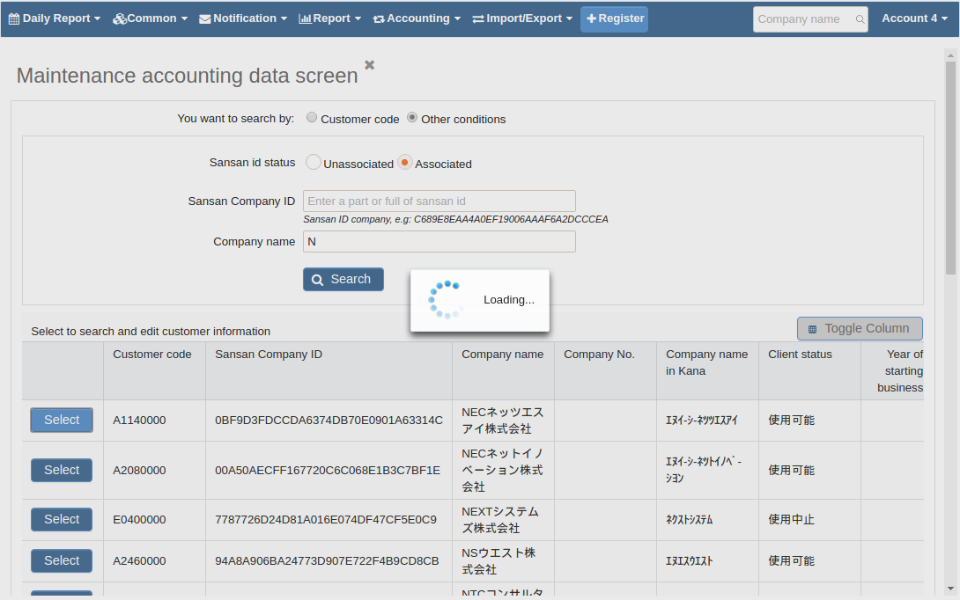 Daily Report Common Notification Report Accounting Import/Export Register Company name Account 4
Maintenance accounting data screen
You want to search by: Customer code Other conditions
Sansan id status Unassociated Associated
Sansan Company ID Enter a part or full of sansan id
Sansan ID company, e.g: C689E8EAA4A0EF19006AAAF6A2DCCCEA
Company name N
Search
Loading...
Select to search and edit customer information
Toggle Column
Customer code Sansan Company ID Company name Company No. Company name Client status Year of
in Kana starting
business
Select A1140000 0BF9D3FDCCDA6374DB70E0901A63314C NECネッツエス ｴﾇｲ-ｼ-ﾈﾂﾂｴｽｱｲ 使用可能
アイ株式会社
Select A2080000 00A50AECFF167720C6C068E1B3C7BF1E NECネットイノ ｴﾇｲ-ｼ-ﾈﾂﾄｲﾉﾍﾞ- 使用可能
ベーション株式 ｼﾖﾝ
会社
Select E0400000 7787726D24D81A016E074DF47CF5E0C9 NEXTシステム ﾈｸｽﾄｼｽﾃﾑ 使用中止
ズ株式会社
Select A2460000 94A8A906BA24773D907E722F4B9CD8CB NSウエスト株 ｴﾇｴｽｳｴｽﾄ 使用可能
式会社
NTCコンサルタ